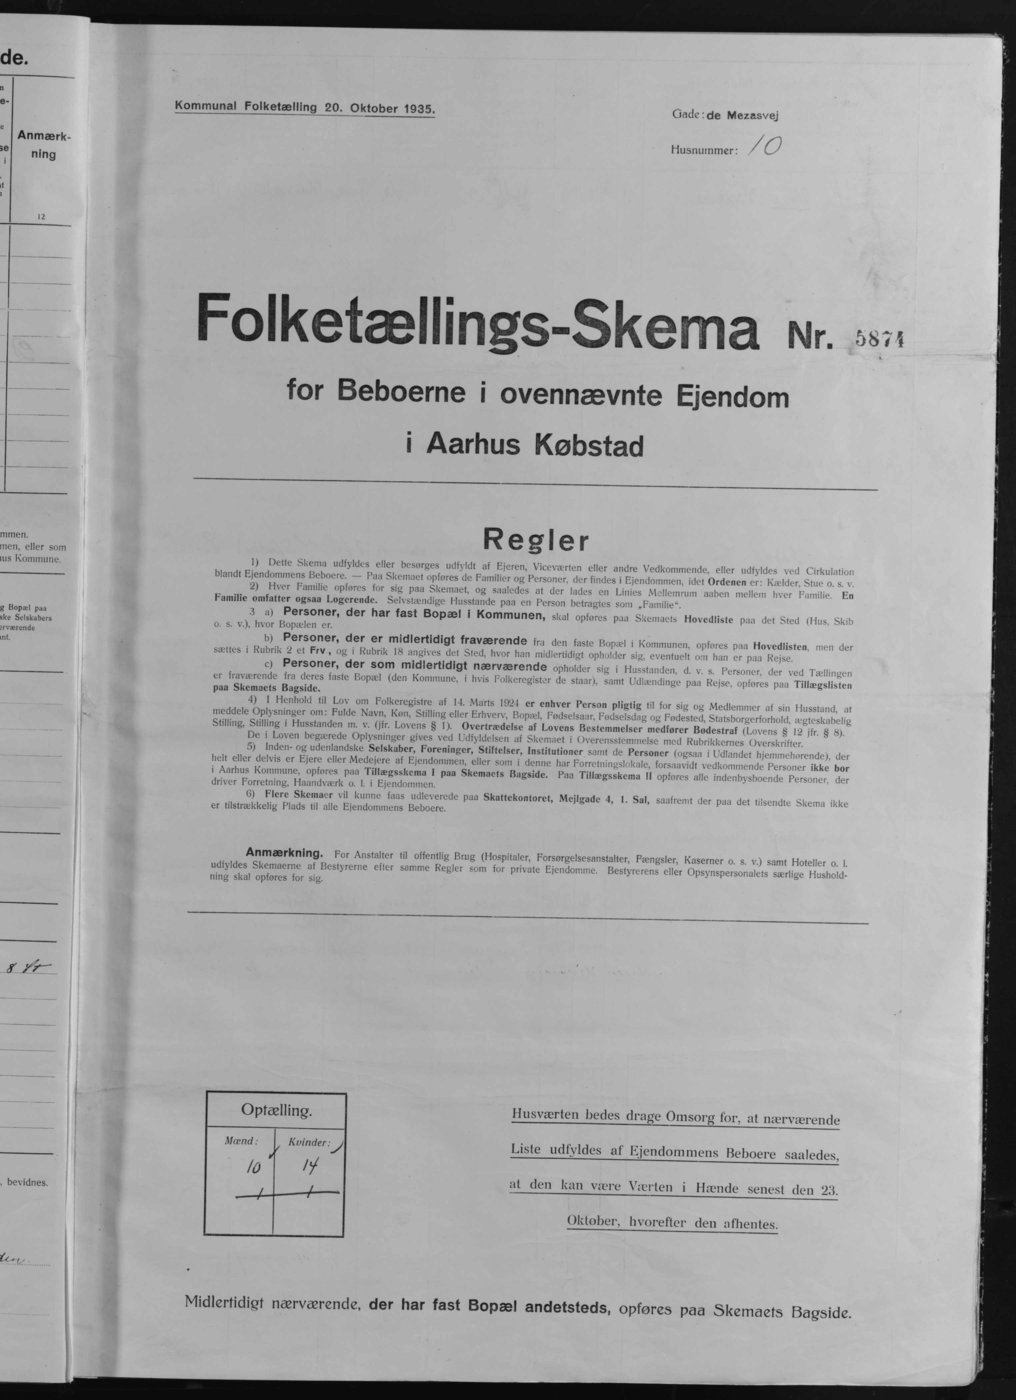 de.
Anmærk-
ning
12
mmen.
men, eller som
us Kommune.
g Bopæl paa
ske Selskabers
erværende
8
, bevidnes.
Kommunal Folketælling 20. Oktober 1935.
Gade: de Mezasvej
Husnummer: 10
Folketællings-Skema Nr. 5874
for Beboerne i ovennævnte Ejendom
i Aarhus Købstad
Regler
1) Dette Skema udfyldes eller besørges udfyldt af Ejeren, Viceværten eller andre Vedkommende, eller udfyldes ved Cirkulation
blandt Ejendommens Beboere. — Paa Skemaet opføres de Familier og Personer, der findes i Ejendommen, idet Ordenen er: Kælder, Stue o. s. v.
2) Hver Familie opføres for sig paa Skemaet, og saaledes at der lades en Linies Mellemrum aaben mellem hver Familie. En
Familie omfatter ogsaa Logerende. Selvstændige Husstande paa en Person betragtes som „Familie“.
3 a) Personer, der har fast Bopæl i Kommunen, skal opføres paa Skemaets Hovedliste paa det Sted (Hus, Skib
o. s. v.), hvor Bopælen er.
b) Personer, der er midlertidigt fraværende fra den faste Bopæl i Kommunen, opføres paa Hovedlisten, men der
sættes i Rubrik 2 et Frv, og i Rubrik 18 angives det Sted, hvor han midlertidigt opholder sig, eventuelt om han er paa Rejse.
c) Personer, der som midlertidigt nærværende opholder sig i Husstanden, d. v. s. Personer, der ved Tællingen
er fraværende fra deres faste Bopæl (den Kommune, i hvis Folkeregister de staar), samt Udlændinge paa Rejse, opføres paa Tillægslisten
paa Skemaets Bagside.
4) I Henhold til Lov om Folkeregistre af 14. Marts 1924 er enhver Person pligtig til for sig og Medlemmer af sin Husstand, at
meddele Oplysninger om: Fulde Navn, Køn, Stilling eller Erhverv, Bopæl, Fødselsaar, Fødselsdag og Fødested, Statsborgerforhold, ægteskabelig
Stilling, Stilling i Husstanden m. v. (jfr. Lovens § 1). Overtrædelse af Lovens Bestemmelser medfører Bødestraf (Lovens § 12 jfr. § 8).
De i Loven begærede Oplysninger gives ved Udfyldelsen af Skemaet i Overensstemmelse med Rubrikkernes Overskrifter.
5) Inden- og udenlandske Selskaber, Foreninger, Stiftelser, Institutioner samt de Personer (ogsaa i Udlandet hjemmehørende), der
helt eller delvis er Ejere eller Medejere af Ejendommen, eller som i denne har Forretningslokale, forsaavidt vedkommende Personer ikke bor
i Aarhus Kommune, opføres paa Tillægsskema I paa Skemaets Bagside. Paa Tillægsskema II opføres alle indenbysboende Personer, der
driver Forretning, Haandværk o. l. i Ejendommen.
6) Flere Skemaer vil kunne faas udleverede paa Skattekontoret, Mejlgade 4, 1. Sal, saafremt der paa det tilsendte Skema ikke
er tilstrækkelig Plads til alle Ejendommens Beboere.
Anmærkning. For Anstalter til offentlig Brug (Hospitaler, Forsørgelsesanstalter, Fængsler, Kaserner o. s. v.) samt Hoteller o. l.
udfyldes Skemaerne af Bestyrerne efter samme Regler som for private Ejendomme. Bestyrerens eller Opsynspersonalets særlige Hushold-
ning skal opføres for sig.
Optælling.
Mænd: Kvinder:
10 14
1 1
Husværten bedes drage Omsorg for, at nærværende
Liste udfyldes af Ejendommens Beboere saaledes,
at den kan være Værten i Hænde senest den 23.
Oktober, hvorefter den afhentes.
Midlertidigt nærværende, der har fast Bopæl andetsteds, opføres paa Skemaets Bagside.